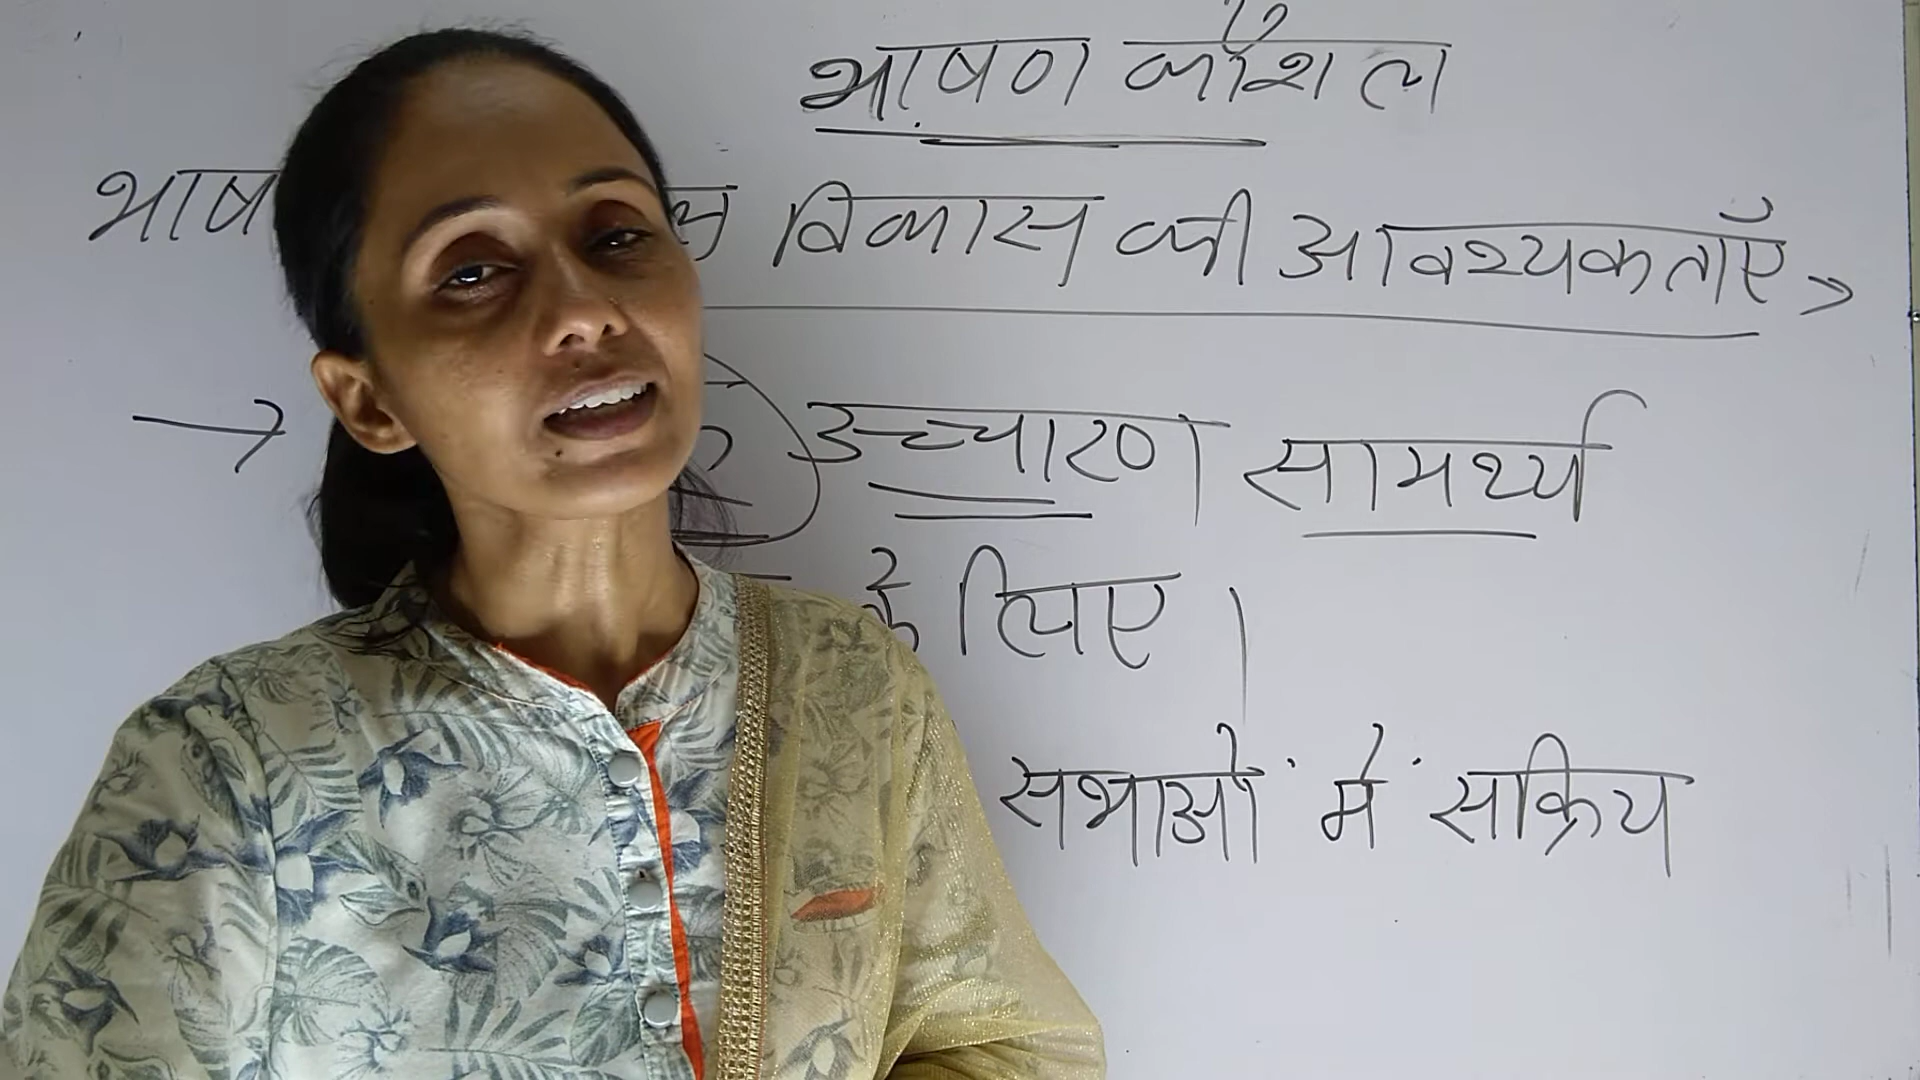 भाषण कौशल
विकास की आवश्यकताएँ
→ उच्चारण सामर्थ्य
के लिए।
सभाओं में सक्रिय